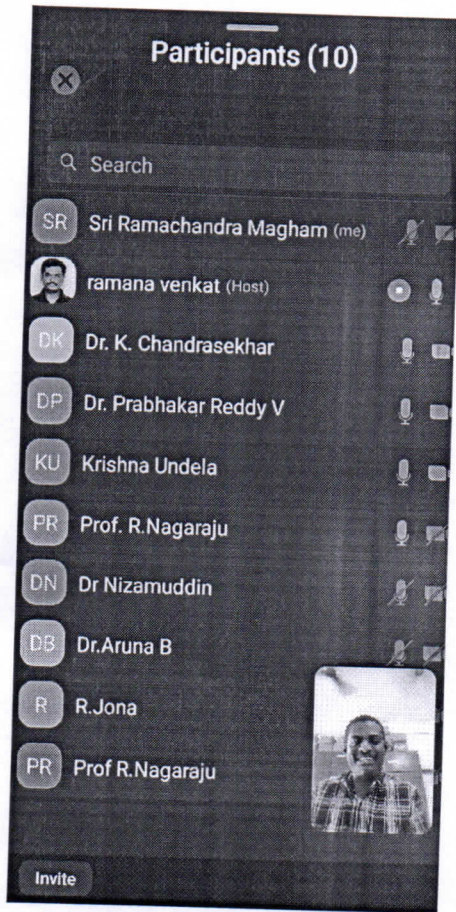 Participants (10)
Search
SR Sri Ramachandra Magham (me)
ramana venkat (Host)
DK Dr. K. Chandrasekhar
DP Dr. Prabhakar Reddy V
KU Krishna Undela
PR Prof. R.Nagaraju
DN Dr Nizamuddin
DB Dr.Aruna B
R R.Jona
PR Prof R.Nagaraju
Invite